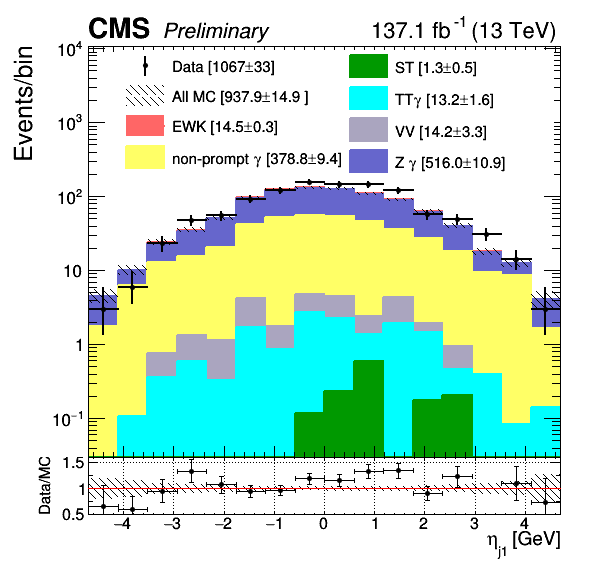 CMS Preliminary 137.1 fb⁻¹ (13 TeV)
Events/bin
10⁴
10³
10²
10
1
10⁻¹
Data [1067±33]
All MC [937.9±14.9 ]
EWK [14.5±0.3]
non-prompt γ [378.8±9.4]
ST [1.3±0.5]
TTγ [13.2±1.6]
VV [14.2±3.3]
Z γ [516.0±10.9]
Data/MC
1.5
1
0.5
−4 −3 −2 −1 0 1 2 3 4
η_j1 [GeV]